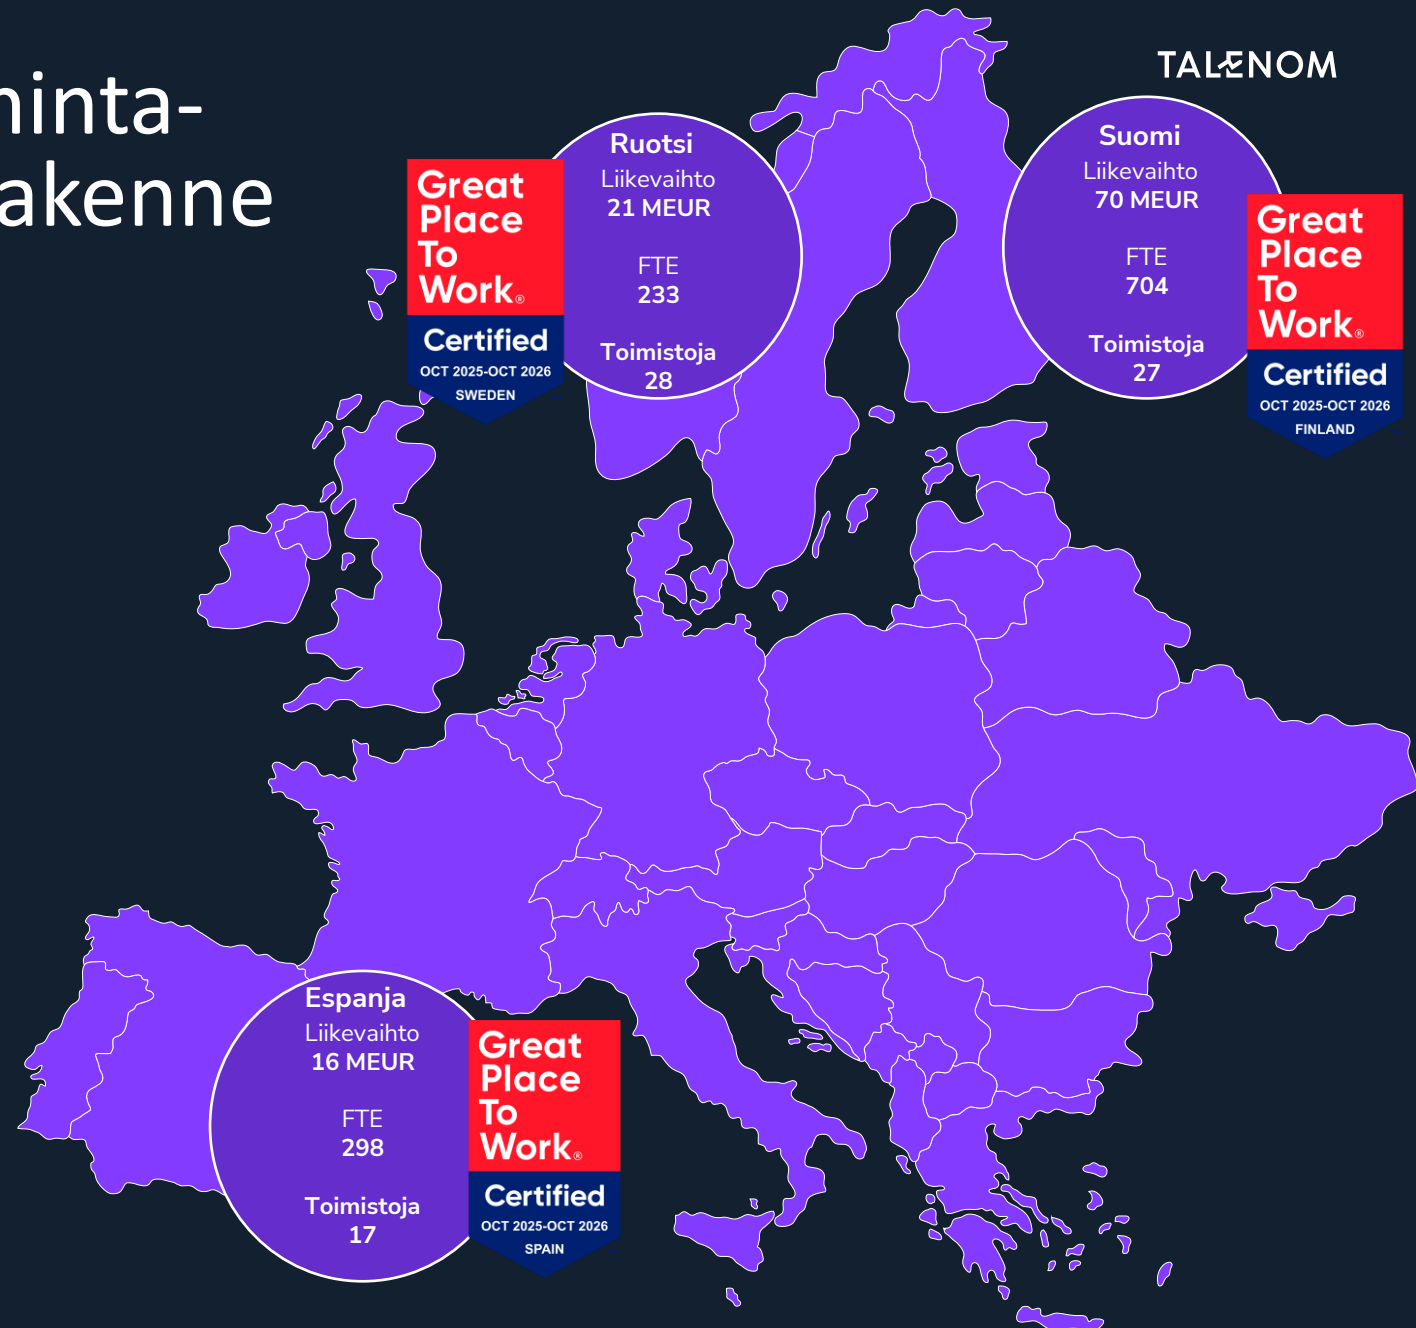 ninta-
akenne
TALENOM
Ruotsi
Liikevaihto
21 MEUR
FTE
233
Toimistoja
28
Great
Place
To
Work®
Certified
OCT 2025-OCT 2026
SWEDEN
Suomi
Liikevaihto
70 MEUR
FTE
704
Toimistoja
27
Great
Place
To
Work®
Certified
OCT 2025-OCT 2026
FINLAND
Espanja
Liikevaihto
16 MEUR
FTE
298
Toimistoja
17
Great
Place
To
Work®
Certified
OCT 2025-OCT 2026
SPAIN